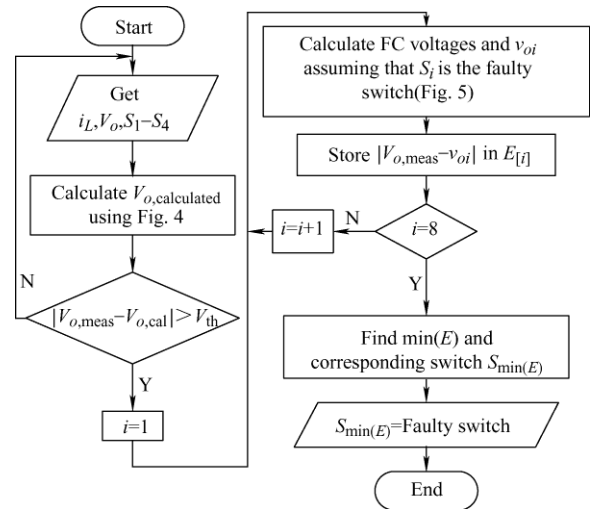 Start
Get
i_L,V_o,S_1–S_4
Calculate V_o,calculated
using Fig. 4
N
|V_o,meas–V_o,cal|>V_th
Y
i=1
Calculate FC voltages and v_oi
assuming that S_i is the faulty
switch(Fig. 5)
Store |V_o,meas–v_oi| in E_[i]
i=i+1
N
i=8
Y
Find min(E) and
corresponding switch S_min(E)
S_min(E)=Faulty switch
End